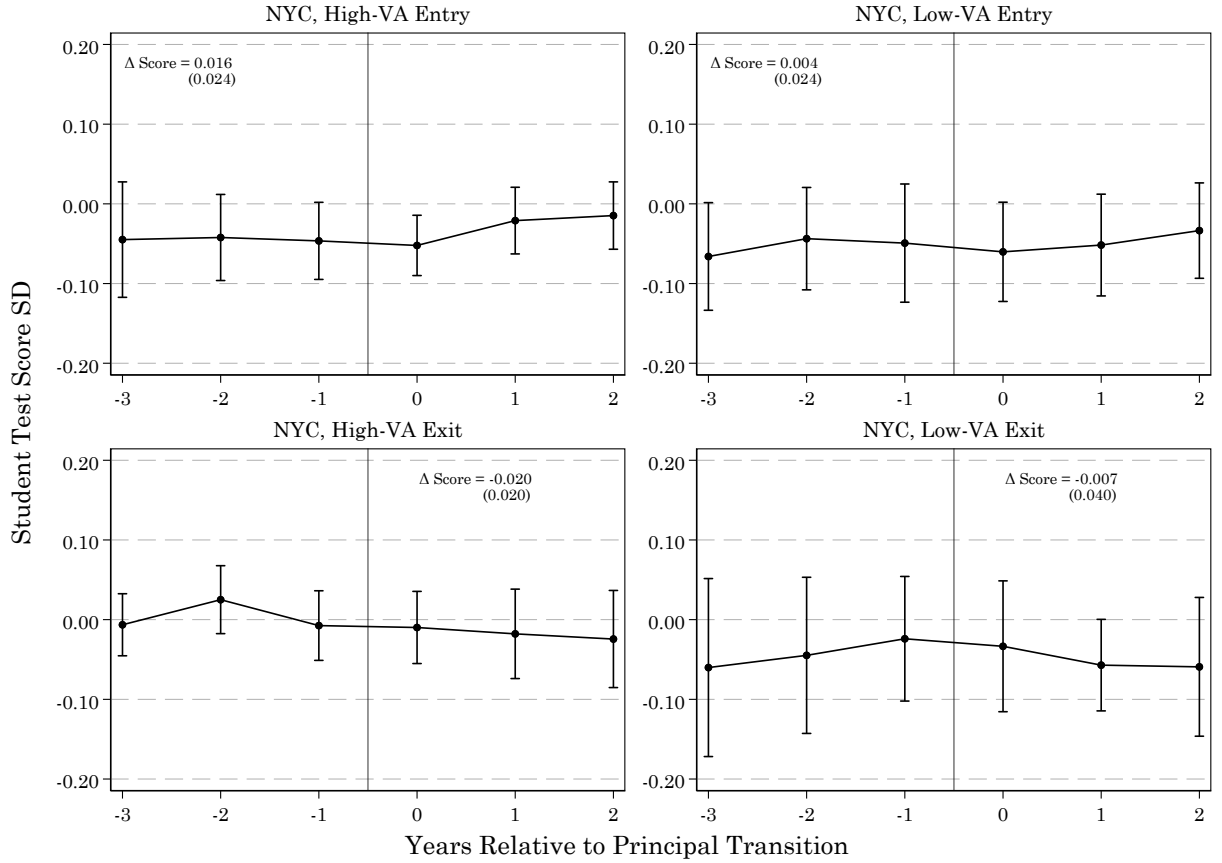 NYC, High-VA Entry
Δ Score = 0.016
(0.024)
0.20
0.10
0.00
-0.10
-0.20
-3 -2 -1 0 1 2
NYC, Low-VA Entry
Δ Score = 0.004
(0.024)
0.20
0.10
0.00
-0.10
-0.20
-3 -2 -1 0 1 2
NYC, High-VA Exit
Δ Score = -0.020
(0.020)
0.20
0.10
0.00
-0.10
-0.20
-3 -2 -1 0 1 2
NYC, Low-VA Exit
Δ Score = -0.007
(0.040)
0.20
0.10
0.00
-0.10
-0.20
-3 -2 -1 0 1 2
Student Test Score SD
Years Relative to Principal Transition